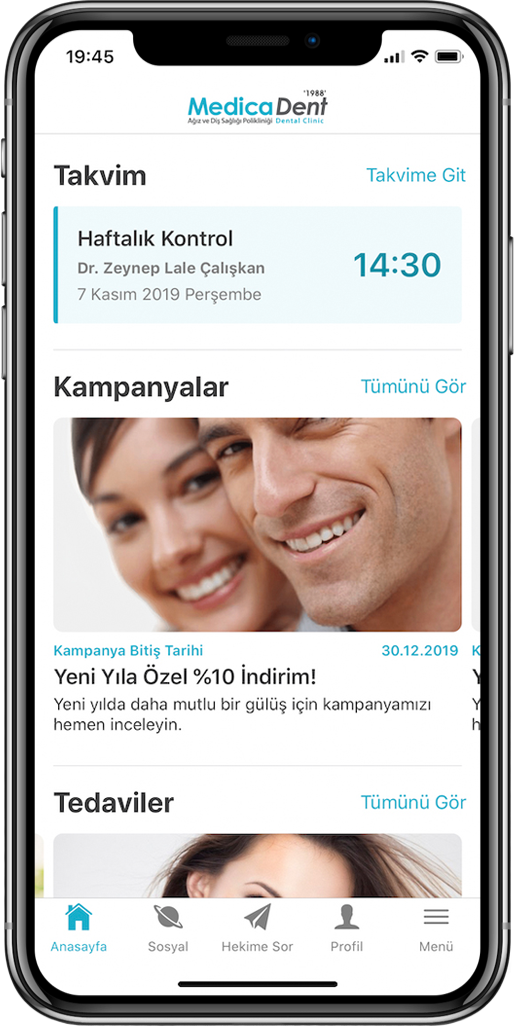 19:45
'1988'
MedicaDent
Ağız ve Diş Sağlığı Polikliniği Dental Clinic
Takvim
Takvime Git
Haftalık Kontrol
Dr. Zeynep Lale Çalışkan
7 Kasım 2019 Perşembe
14:30
Kampanyalar
Tümünü Gör
Kampanya Bitiş Tarihi
30.12.2019
K
Yeni Yıla Özel %10 İndirim!
Y
Yeni yılda daha mutlu bir gülüş için kampanyamızı
Y
hemen inceleyin.
h
Tedaviler
Tümünü Gör
Anasayfa
Sosyal
Hekime Sor
Profil
Menü